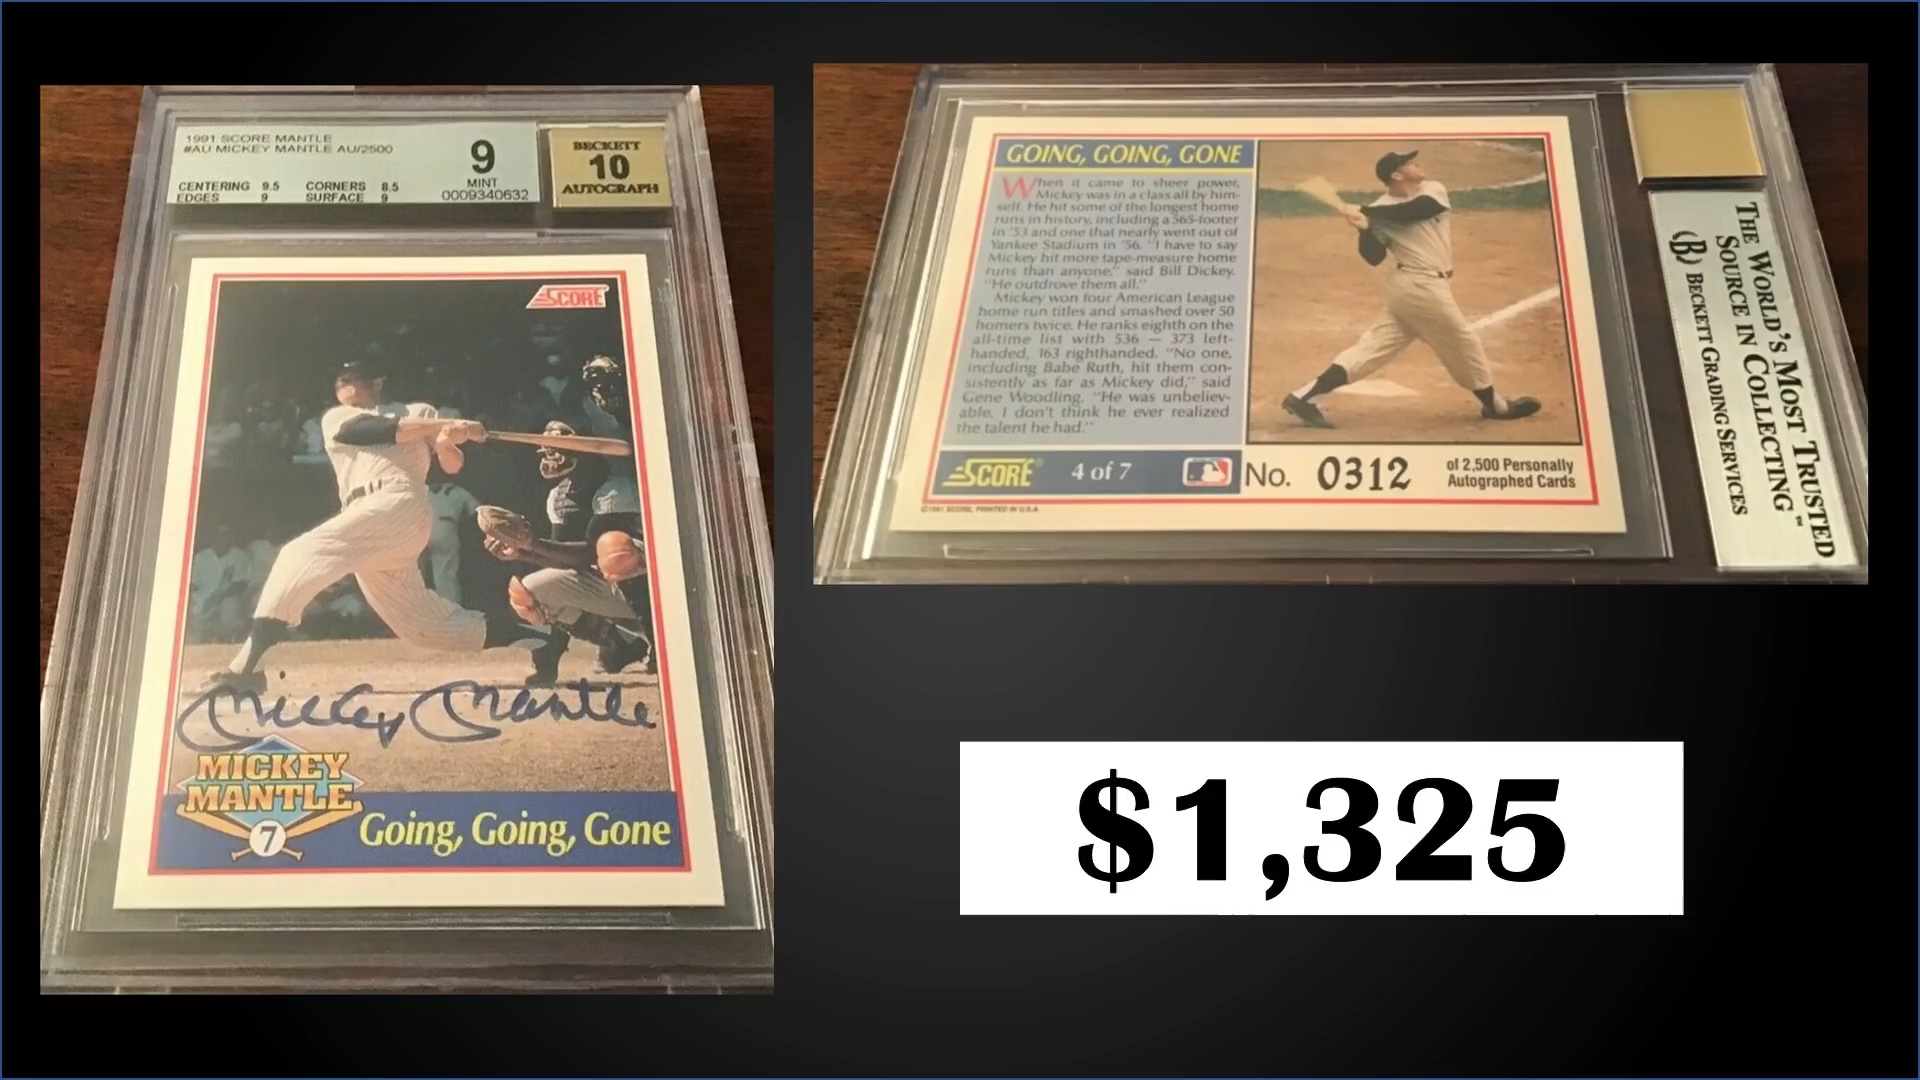 1991 SCORE MANTLE
#AU MICKEY MANTLE AU/2500
CENTERING 9.5 CORNERS 8.5
EDGES 9 SURFACE 9
9
MINT
0009340632
BECKETT
10
AUTOGRAPH
SCORE
Mickey Mantle
MICKEY
MANTLE
7
Going, Going, Gone
GOING, GOING, GONE
When it came to sheer power,
Mickey was in a class all by him-
self. He hit some of the longest home
runs in history, including a 565-footer
in '53 and one that nearly went out of
Yankee Stadium in '56. "I have to say
Mickey hit more tape-measure home
runs than anyone," said Bill Dickey.
"He outdrove them all."
Mickey won four American League
home run titles and smashed over 50
homers twice. He ranks eighth on the
all-time list with 536 — 373 left-
handed, 163 righthanded. "No one,
including Babe Ruth, hit them con-
sistently as far as Mickey did," said
Gene Woodling. "He was unbeliev-
able. I don't think he ever realized
the talent he had."
SCORE®
4 of 7
No. 0312
of 2,500 Personally
Autographed Cards
©1991 SCORE, PRINTED IN U.S.A
THE WORLD'S MOST TRUSTED
SOURCE IN COLLECTING™
B BECKETT GRADING SERVICES
$1,325